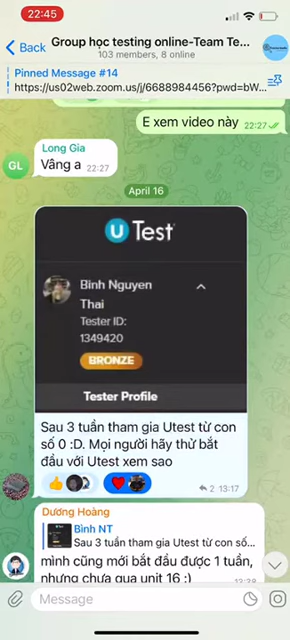 22:45
Back
Group học testing online-Team Te...
103 members, 8 online
Pinned Message #14
https://us02web.zoom.us/j/6688984456?pwd=bW...
E xem video này 22:27
Long Gia
GL
Vâng a 22:27
April 16
u Test
Bình Nguyen
Thai
Tester ID:
1349420
BRONZE
Tester Profile
Sau 3 tuần tham gia Utest từ con
số 0 :D. Mọi người hãy thử bắt
đầu với Utest xem sao
2 13:17
Dương Hoàng
Bình NT
Sau 3 tuần tham gia Utest từ con số...
mình cũng mới bắt đầu được 1 tuần,
nhưng chưa qua unit 16 :)
Message